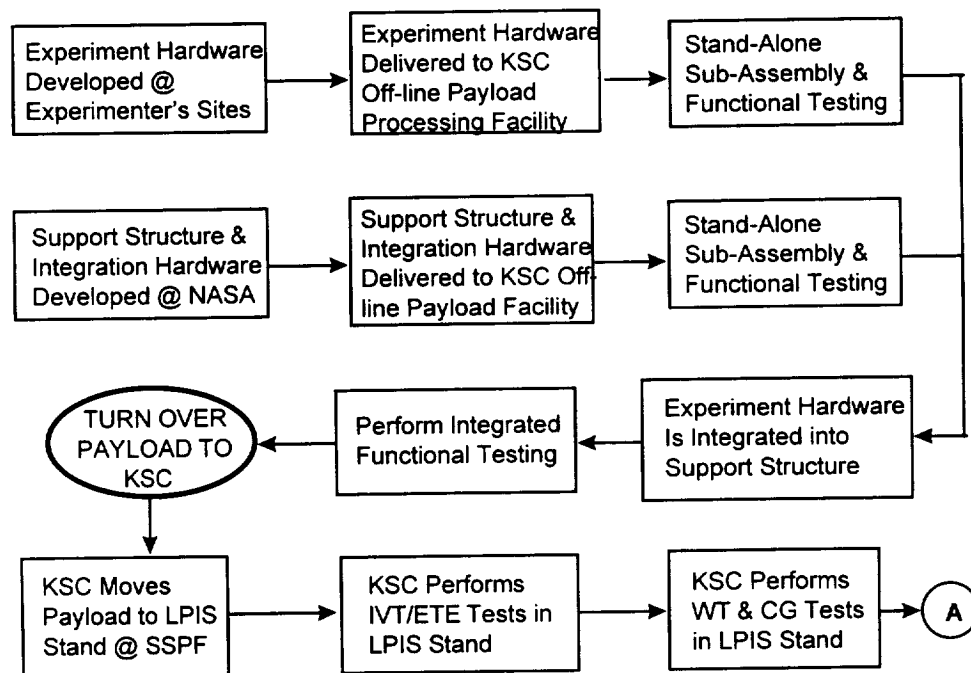 Experiment Hardware
Developed @
Experimenter's Sites
Experiment Hardware
Delivered to KSC
Off-line Payload
Processing Facility
Stand-Alone
Sub-Assembly &
Functional Testing
Support Structure &
Integration Hardware
Developed @ NASA
Support Structure &
Integration Hardware
Delivered to KSC Off-
line Payload Facility
Stand-Alone
Sub-Assembly &
Functional Testing
TURN OVER
PAYLOAD TO
KSC
Perform Integrated
Functional Testing
Experiment Hardware
Is Integrated into
Support Structure
KSC Moves
Payload to LPIS
Stand @ SSPF
KSC Performs
IVT/ETE Tests in
LPIS Stand
KSC Performs
WT & CG Tests
in LPIS Stand
A